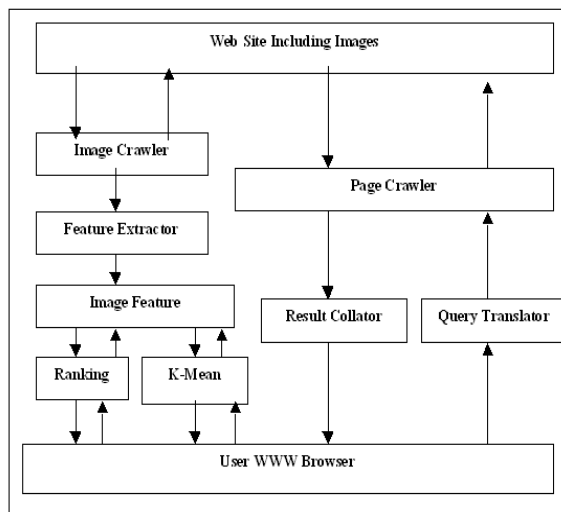 Web Site Including Images
Image Crawler
Page Crawler
Feature Extractor
Image Feature
Result Collator
Query Translator
Ranking
K-Mean
User WWW Browser